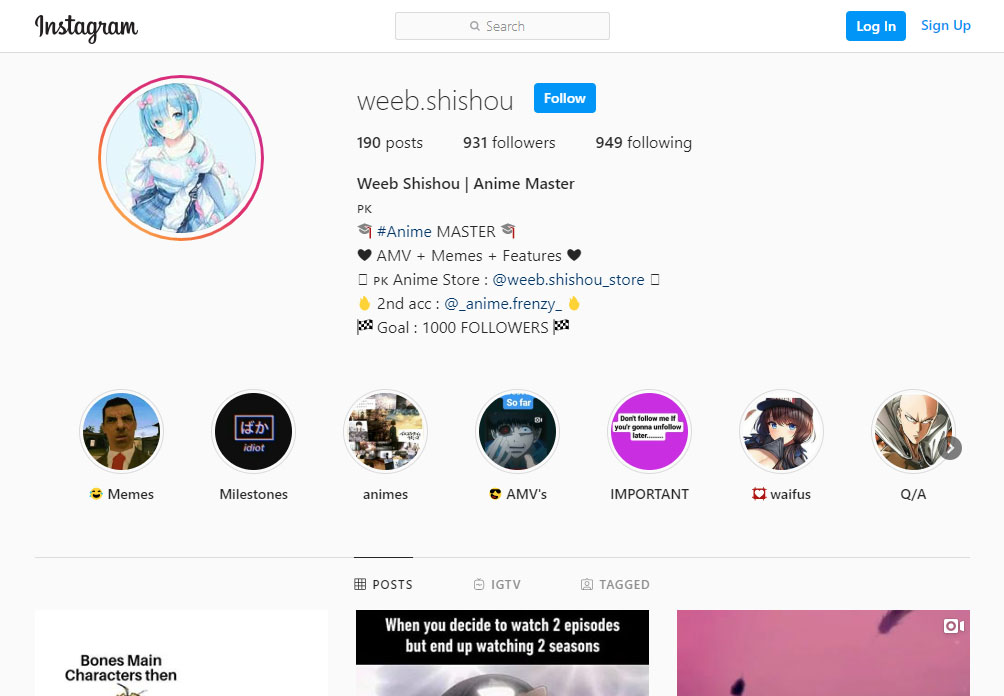 Instagram
Search
Log In
Sign Up
weeb.shishou
Follow
190 posts
931 followers
949 following
Weeb Shishou | Anime Master
PK
#Anime MASTER
AMV + Memes + Features
PK Anime Store : @weeb.shishou_store
2nd acc : @_anime.frenzy_
Goal : 1000 FOLLOWERS
ばか
idiot
So far
Don't follow me If
you'r gonna unfollow
later.........
Memes
Milestones
animes
AMV's
IMPORTANT
waifus
Q/A
POSTS
IGTV
TAGGED
Bones Main
Characters then
When you decide to watch 2 episodes
but end up watching 2 seasons